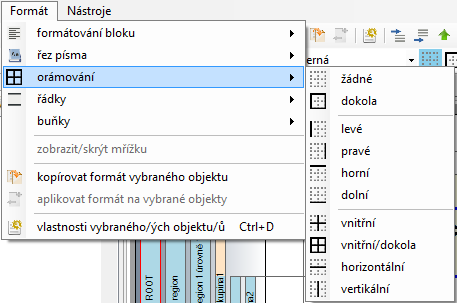 Formát Nástroje
formátování bloku
řez písma
orámování
řádky
buňky
zobrazit/skrýt mřížku
kopírovat formát vybraného objektu
aplikovat formát na vybrané objekty
vlastnosti vybraného/ých objektu/ů Ctrl+D
erná
žádné
dokola
levé
pravé
horní
dolní
vnitřní
vnitřní/dokola
horizontální
vertikální
ROOT
region
region 1 úrovně
kupina1